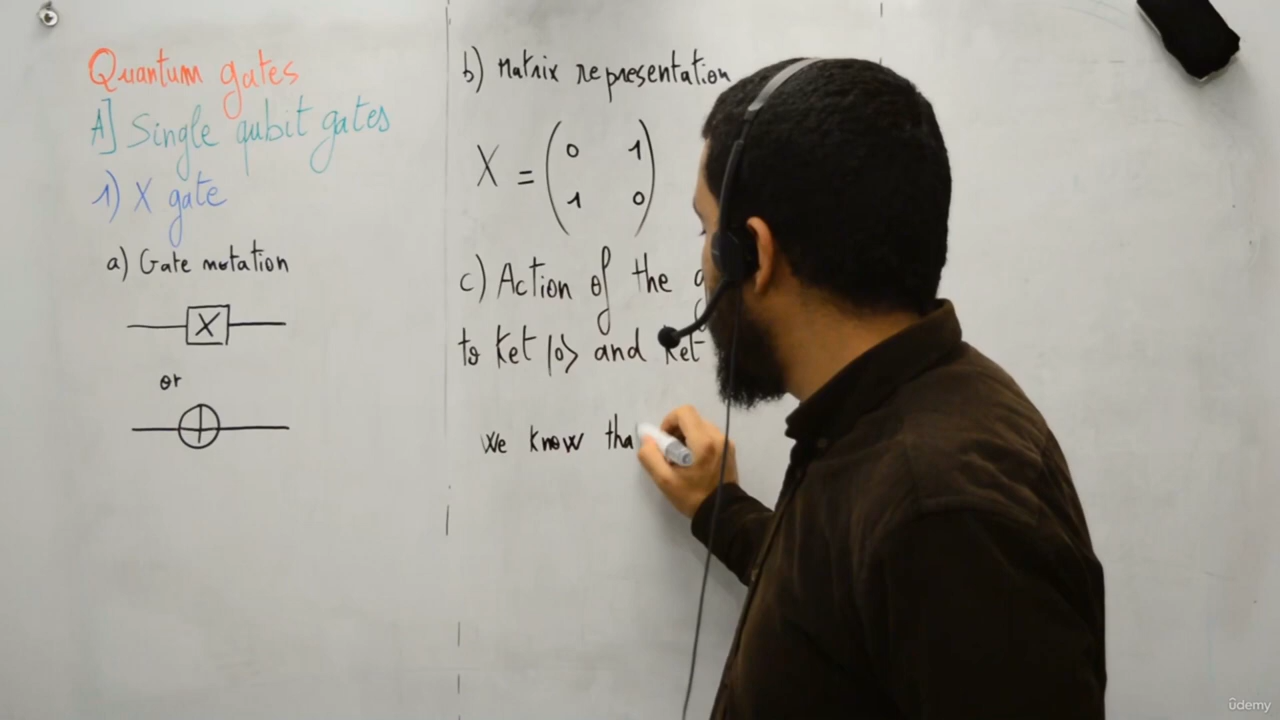 Quantum gates
A] Single qubit gates
1) X gate
a) Gate notation
X
or
b) Matrix representation
X = (0 1
1 0)
c) Action of the
to ket |0> and ket
we know tha
ûdemy